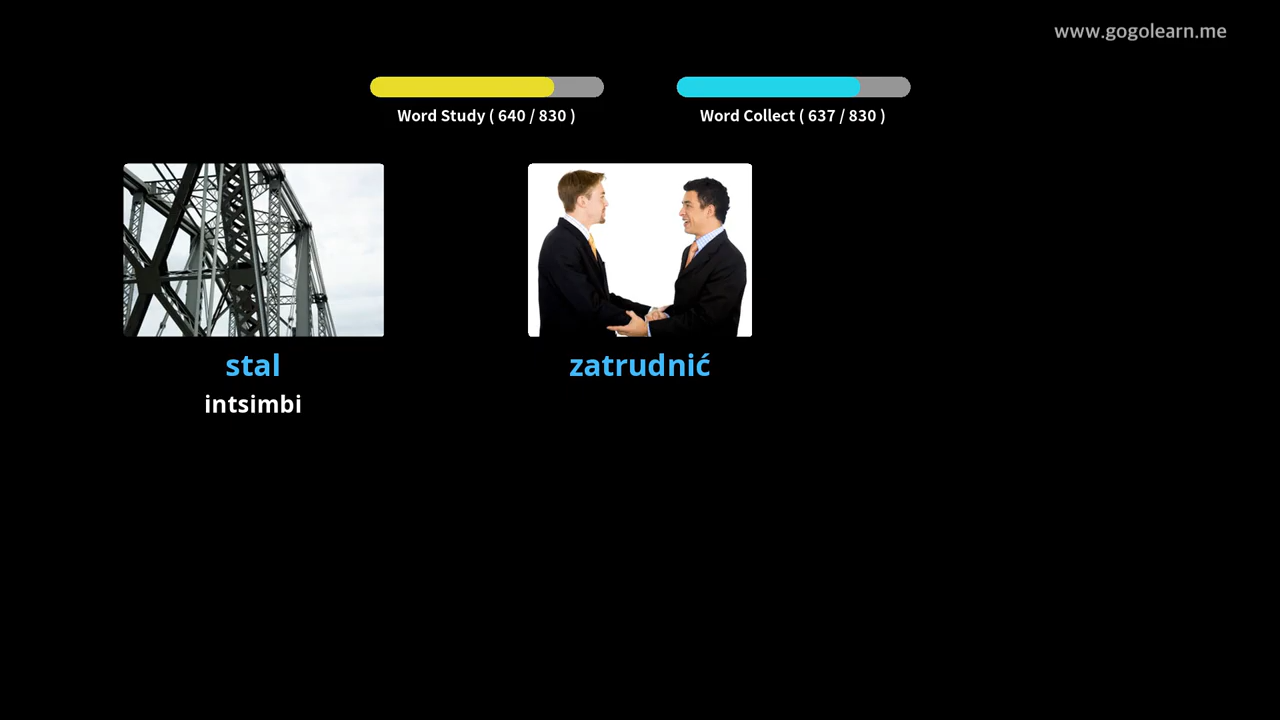 www.gogolearn.me
Word Study ( 640 / 830 )
Word Collect ( 637 / 830 )
stal
zatrudnić
intsimbi